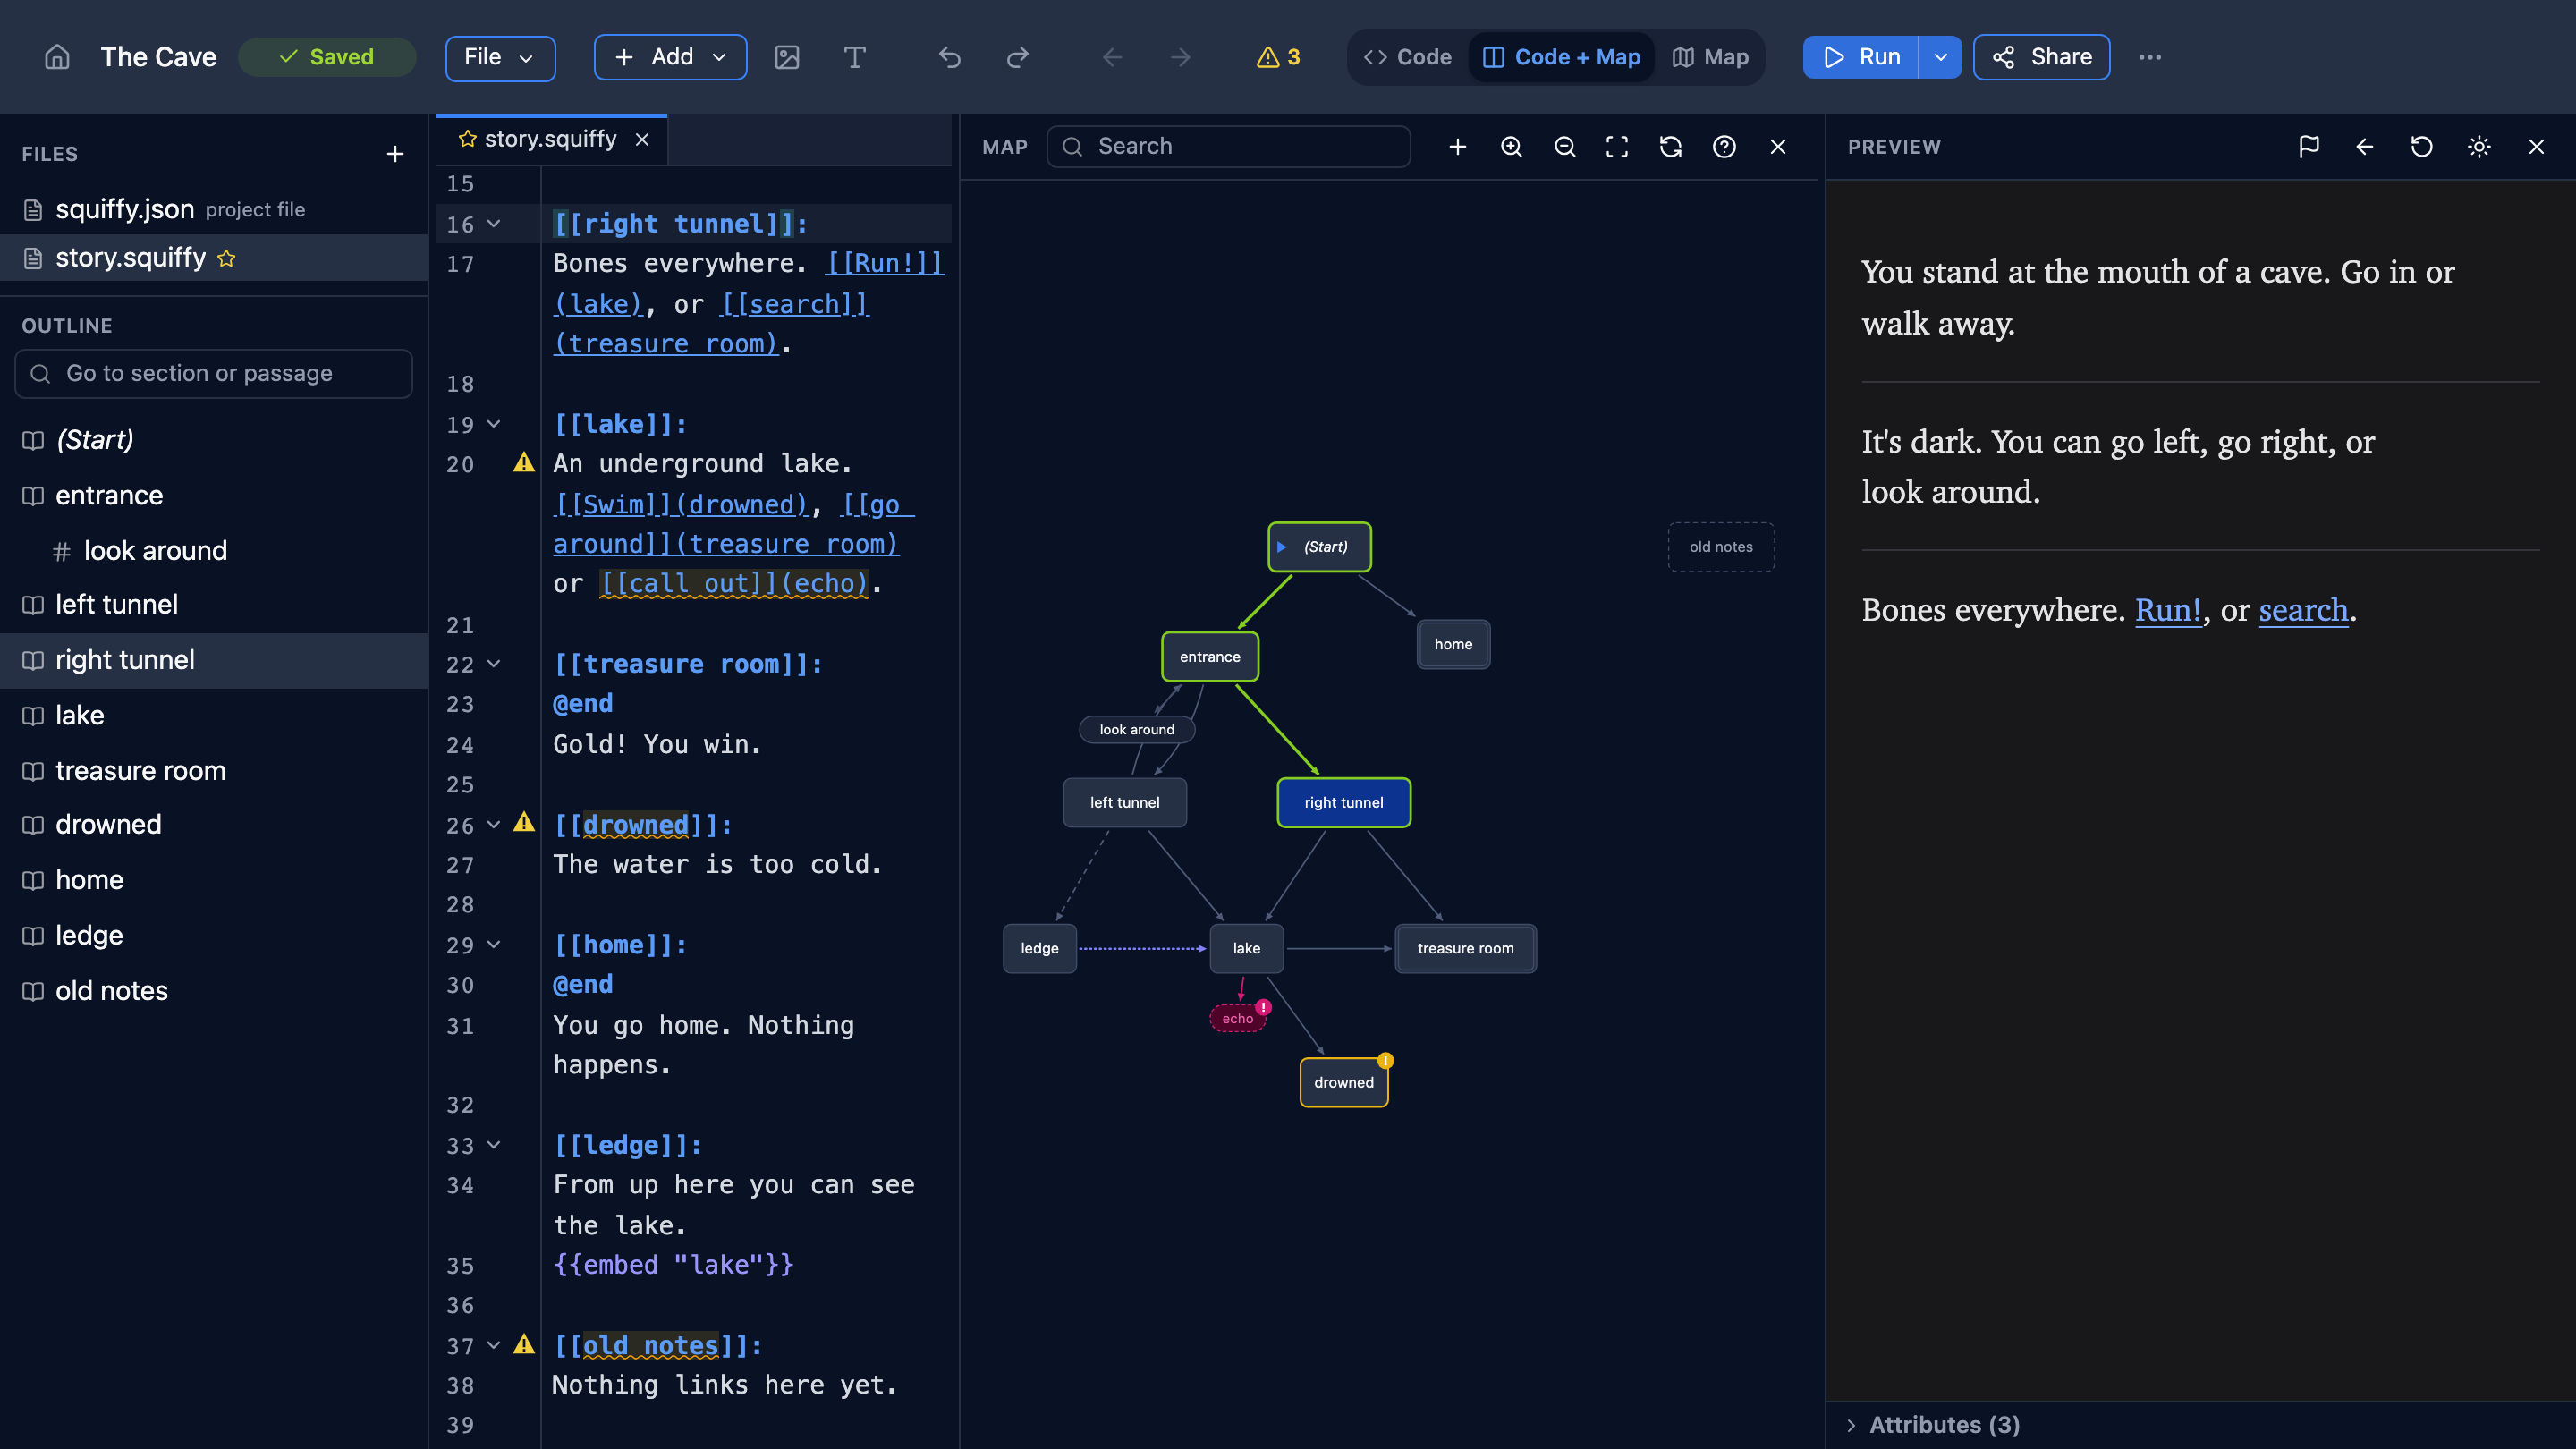 The Cave
Saved
File
Add
3
Code
Code + Map
Map
Run
Share
FILES
squiffy.json project file
story.squiffy
OUTLINE
Go to section or passage
(Start)
entrance
# look around
left tunnel
right tunnel
lake
treasure room
drowned
home
ledge
old notes
story.squiffy
15
16 [[right tunnel]]:
17 Bones everywhere. [[Run!]]
(lake), or [[search]]
(treasure room).
18
19 [[lake]]:
20 An underground lake.
[[Swim]](drowned), [[go
around]](treasure room)
or [[call out]](echo).
21
22 [[treasure room]]:
23 @end
24 Gold! You win.
25
26 [[drowned]]:
27 The water is too cold.
28
29 [[home]]:
30 @end
31 You go home. Nothing
happens.
32
33 [[ledge]]:
34 From up here you can see
the lake.
35 {{embed "lake"}}
36
37 [[old notes]]:
38 Nothing links here yet.
39
MAP
Search
(Start)
old notes
home
entrance
look around
left tunnel
right tunnel
ledge
lake
treasure room
echo
!
drowned
!
PREVIEW
You stand at the mouth of a cave. Go in or
walk away.
It's dark. You can go left, go right, or
look around.
Bones everywhere. Run!, or search.
Attributes (3)